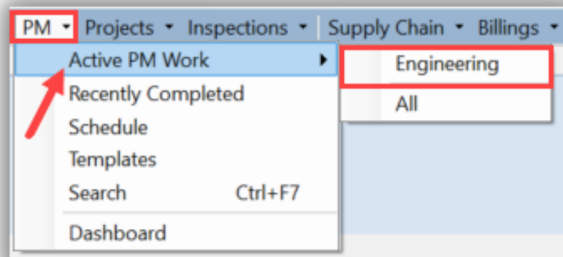 PM Projects Inspections Supply Chain Billings
Active PM Work
Engineering
Recently Completed
All
Schedule
Templates
Search Ctrl+F7
Dashboard